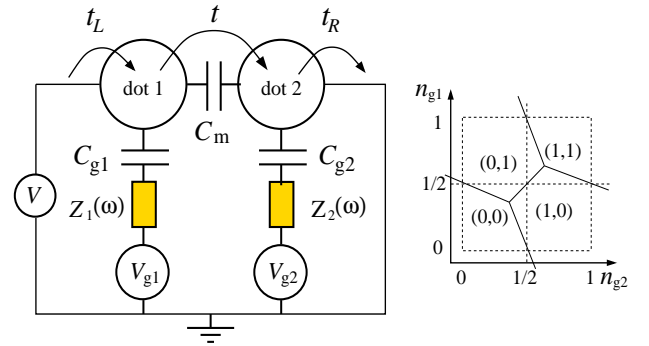 t_L t t_R
dot 1 dot 2
C_m
C_g1 C_g2
Z_1(ω) Z_2(ω)
V
V_g1 V_g2
n_g1
1
(0,1) (1,1)
1/2
(0,0) (1,0)
0
0 1/2 1 n_g2